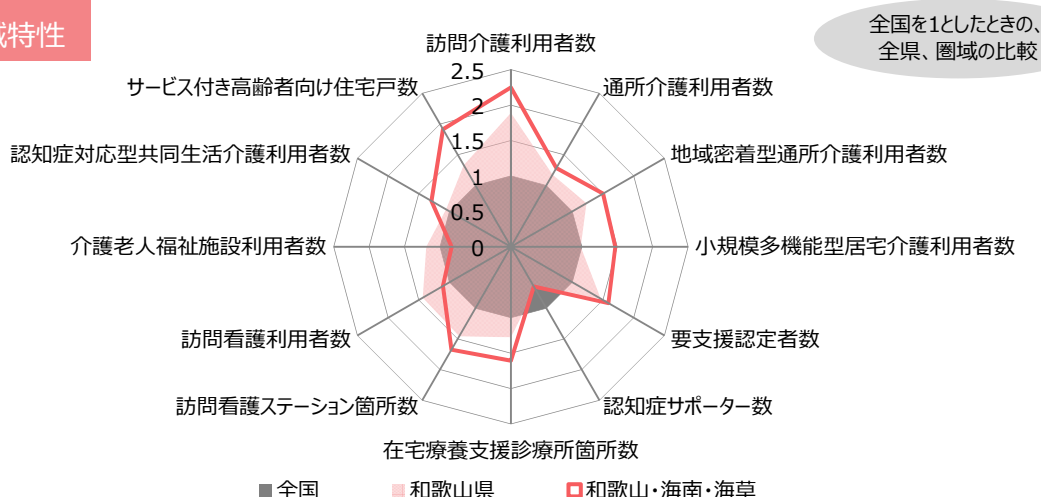 域特性
全国を1としたときの、
全県、圏域の比較
訪問介護利用者数
通所介護利用者数
地域密着型通所介護利用者数
小規模多機能型居宅介護利用者数
要支援認定者数
認知症サポーター数
在宅療養支援診療所箇所数
訪問看護ステーション箇所数
訪問看護利用者数
介護老人福祉施設利用者数
認知症対応型共同生活介護利用者数
サービス付き高齢者向け住宅戸数
2.5
2
1.5
1
0.5
0
全国
和歌山県
和歌山・海南・海草